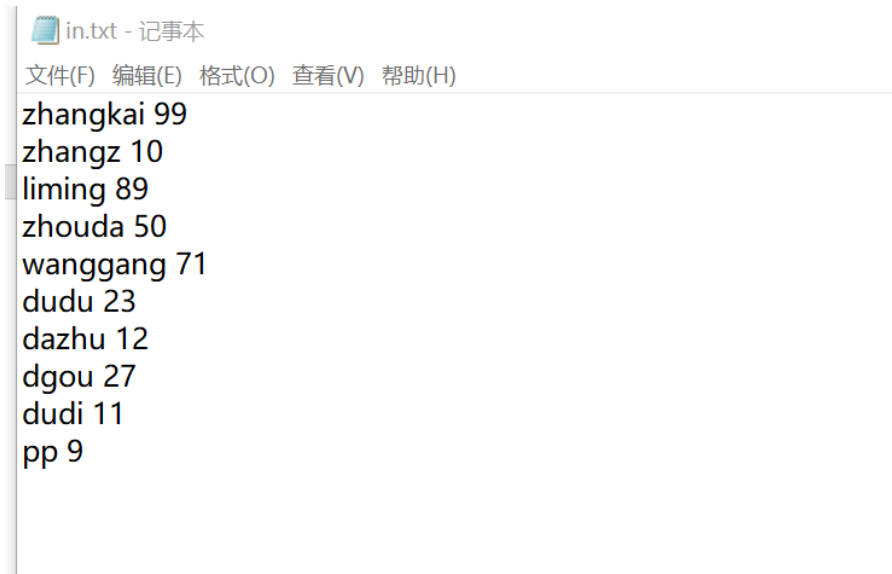 in.txt - 记事本
文件(F) 编辑(E) 格式(O) 查看(V) 帮助(H)
zhangkai 99
zhangz 10
liming 89
zhouda 50
wanggang 71
dudu 23
dazhu 12
dgou 27
dudi 11
pp 9